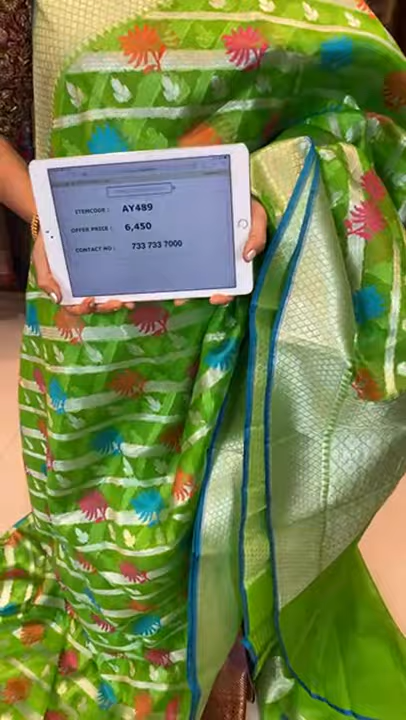 ITEMCODE : AY489
OFFER PRICE : 6,450
CONTACT NO : 733 733 7000